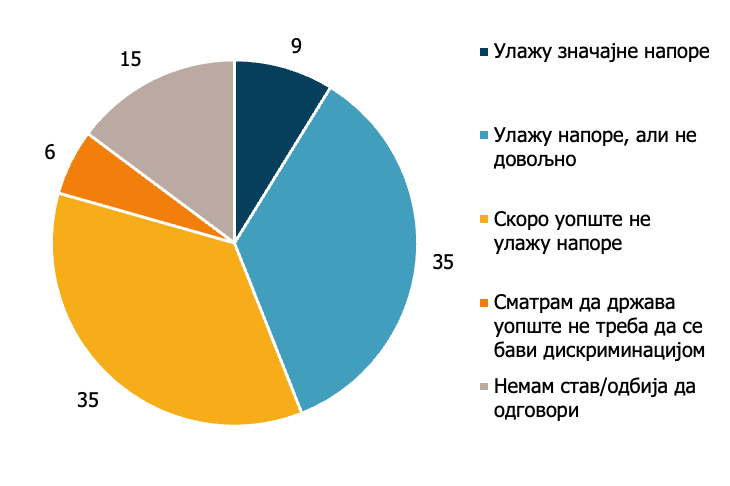 9
15
6
35
35
Улажу значајне напоре
Улажу напоре, али не
довољно
Скоро уопште не
улажу напоре
Сматрам да држава
уопште не треба да се
бави дискриминацијом
Немам став/одбија да
одговори